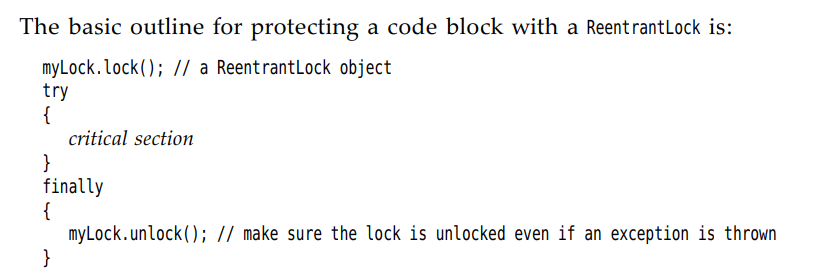 The basic outline for protecting a code block with a ReentrantLock is:
myLock.lock(); // a ReentrantLock object
try
{
critical section
}
finally
{
myLock.unlock(); // make sure the lock is unlocked even if an exception is thrown
}